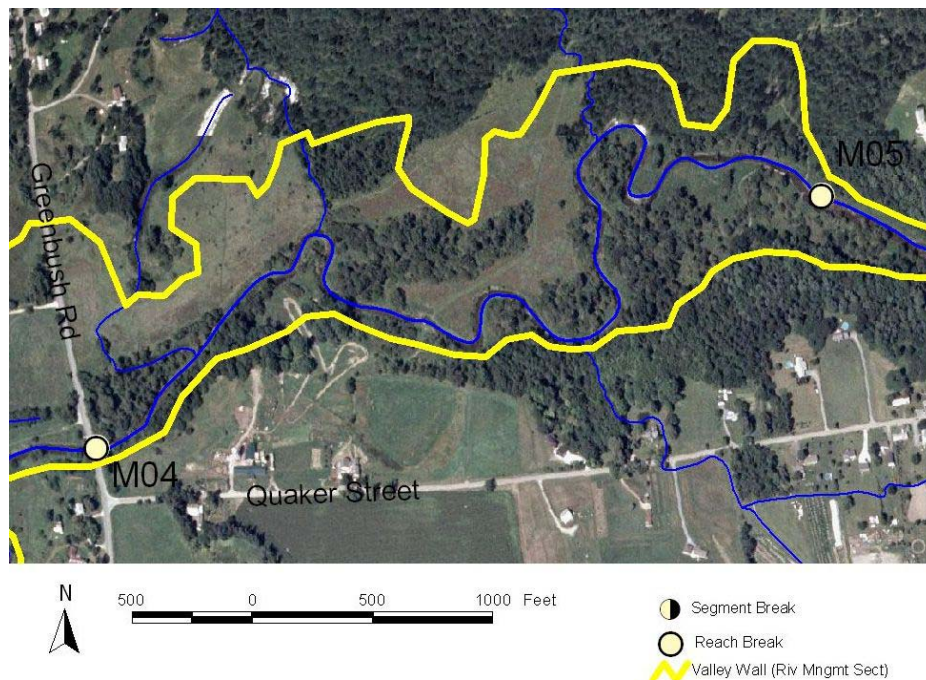 M05
Greenbush Rd
M04
Quaker Street
N
500 0 500 1000 Feet
Segment Break
Reach Break
Valley Wall (Riv Mngmt Sect)